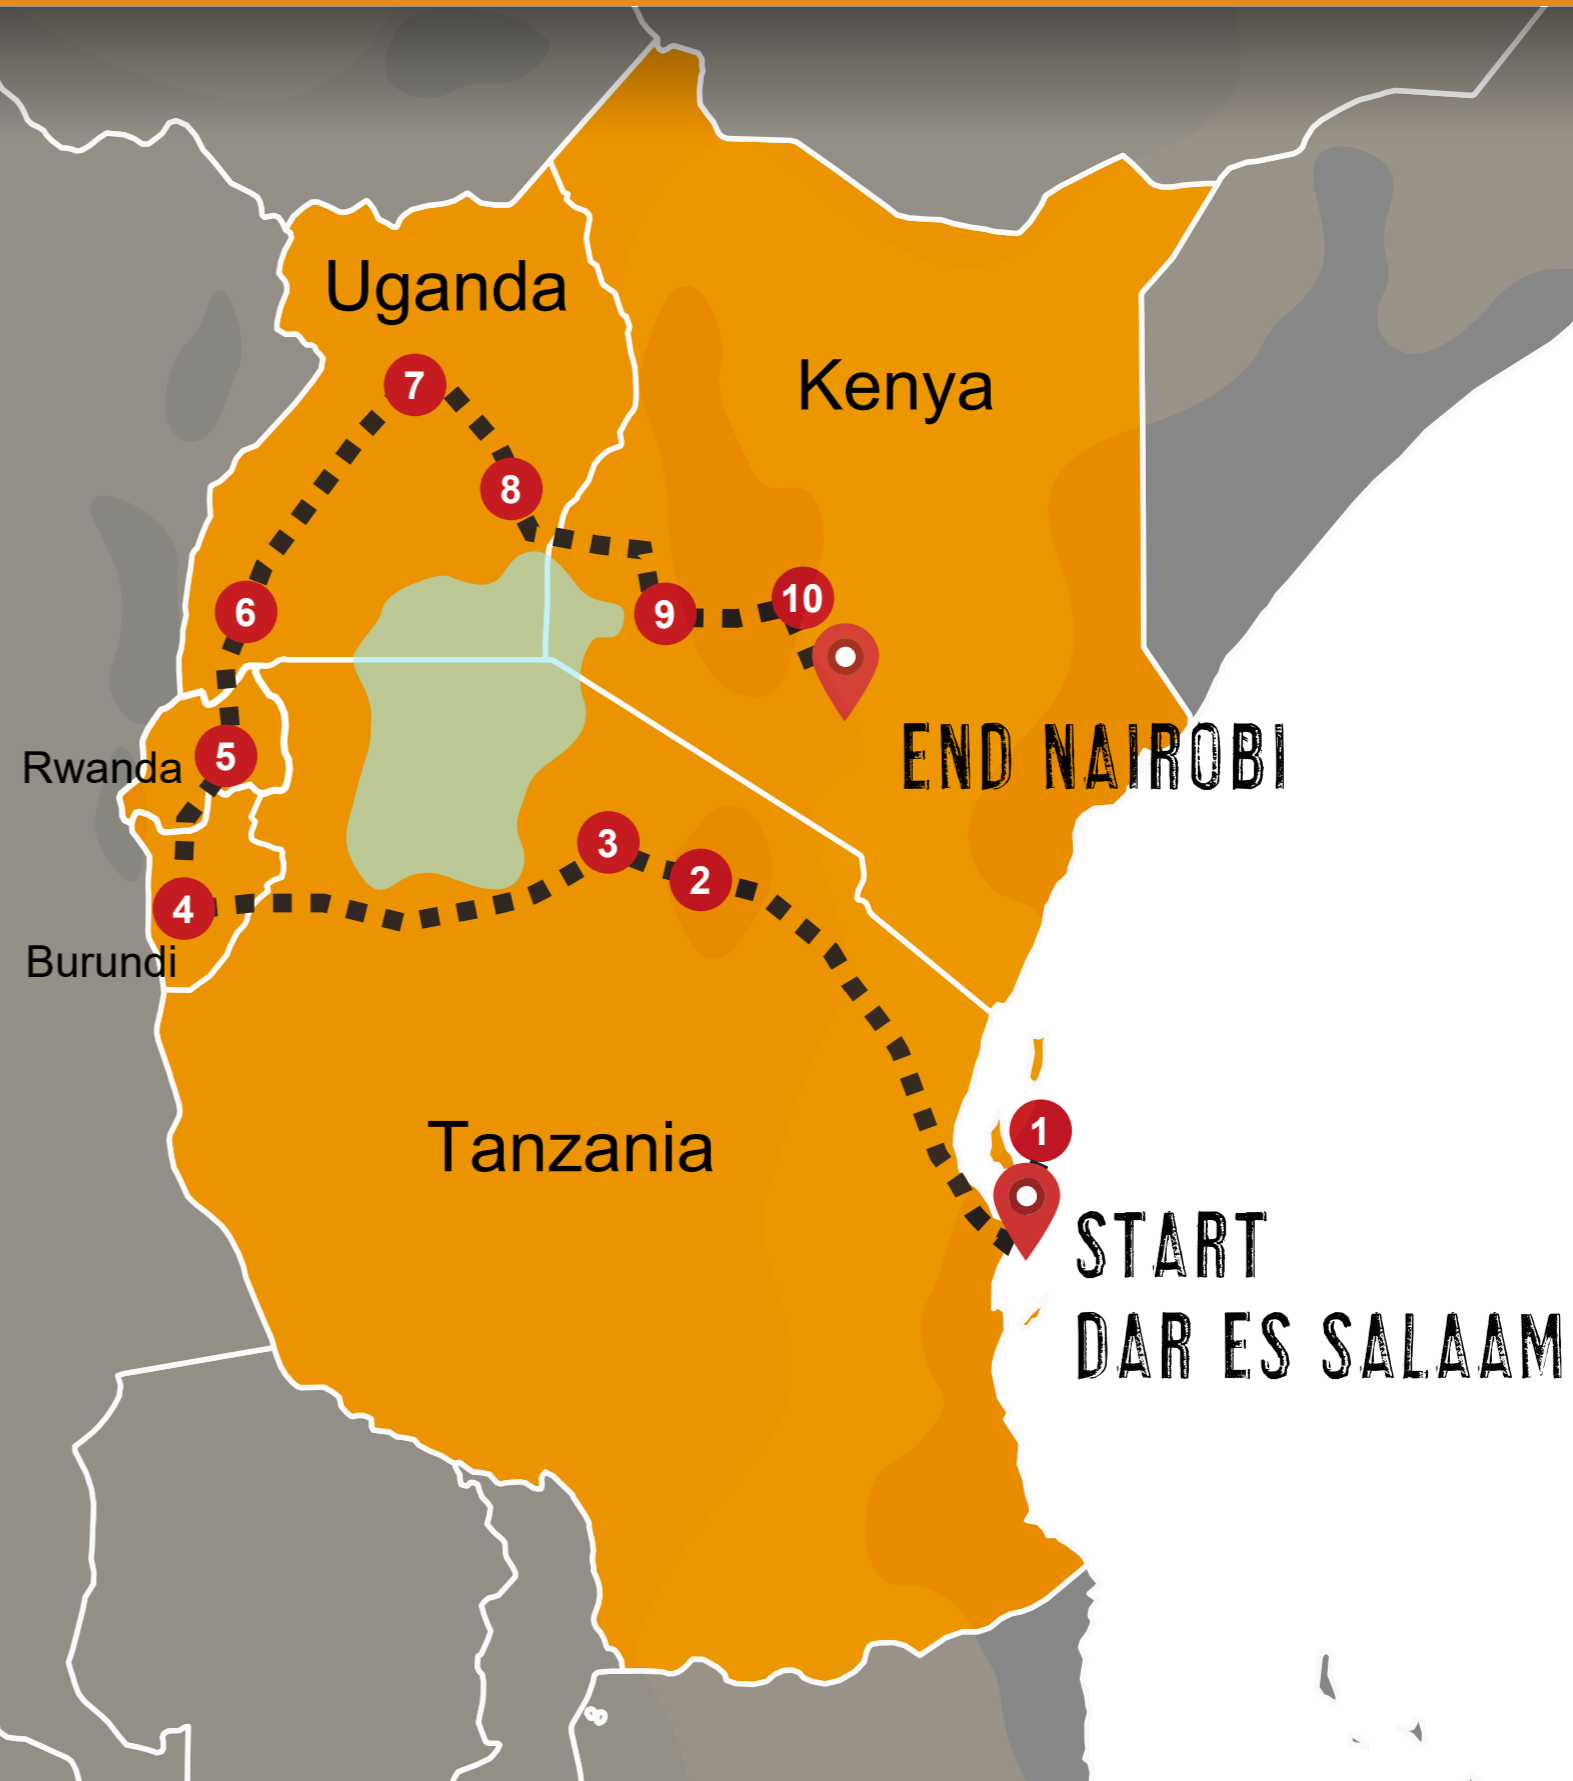 Uganda
Kenya
7
8
6
9
10
END NAIROBI
Rwanda
5
3
2
4
Burundi
Tanzania
1
START
DAR ES SALAAM